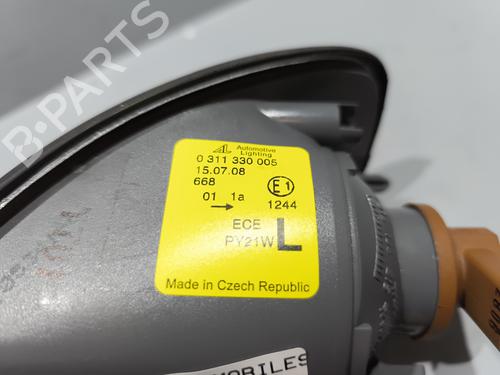 B-PARTS
Automotive
Lighting
0 311 330 005
15.07.08
668
01 1a
E1
1244
ECE
PY21W
L
Made in Czech Republic